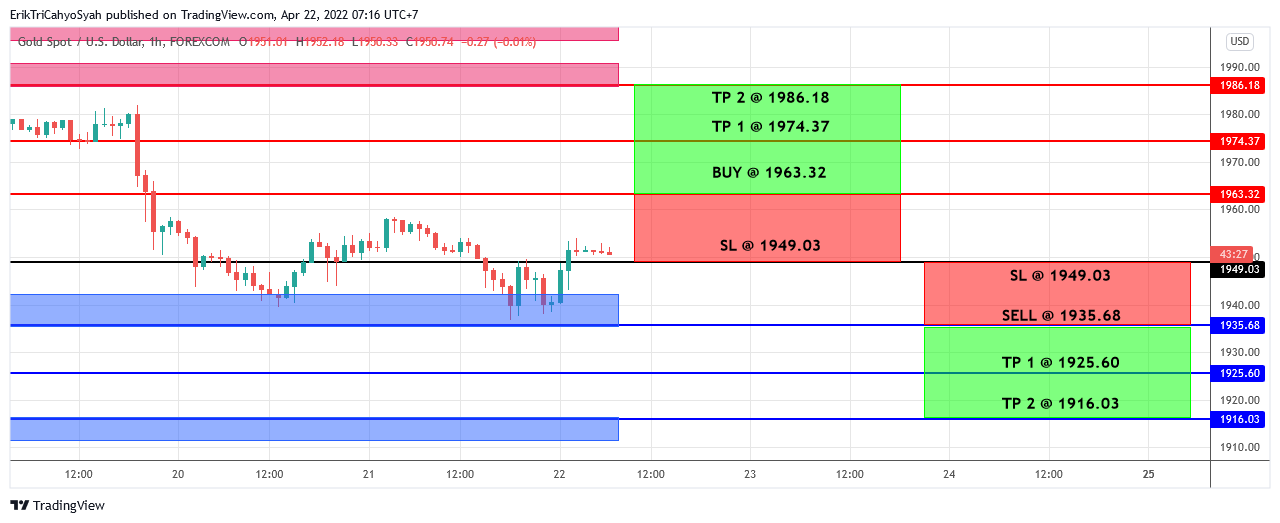 ErikTriCahyoSyah published on TradingView.com, Apr 22, 2022 07:16 UTC+7
Gold Spot / U.S. Dollar, 1h, FOREXCOM O1951.01 H1952.18 L1950.33 C1950.74 −0.27 (−0.01%)
USD
1990.00
1986.18
TP 2 @ 1986.18
1980.00
TP 1 @ 1974.37
1974.37
1970.00
BUY @ 1963.32
1963.32
1960.00
SL @ 1949.03
43:27
1949.03
SL @ 1949.03
1940.00
SELL @ 1935.68
1935.68
1930.00
TP 1 @ 1925.60
1925.60
1920.00
TP 2 @ 1916.03
1916.03
1910.00
12:00 20 12:00 21 12:00 22 12:00 23 12:00 24 12:00 25
TradingView